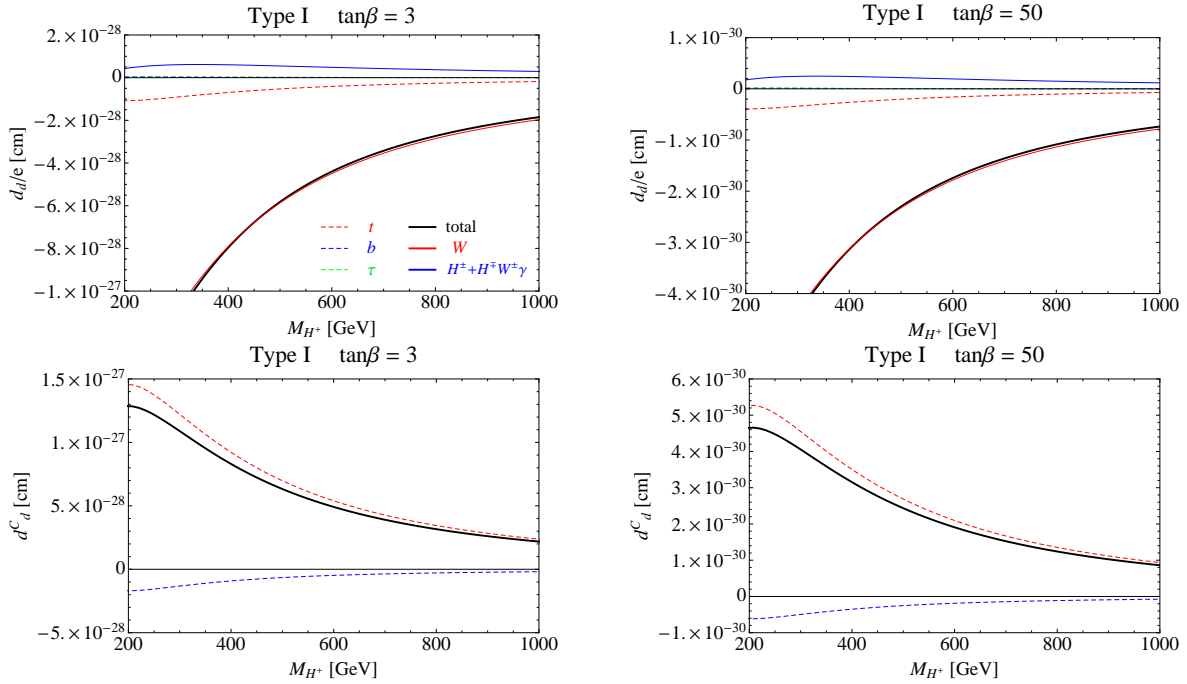 Type I tanβ = 3
2.×10⁻²⁸
0
−2.×10⁻²⁸
−4.×10⁻²⁸
−6.×10⁻²⁸
−8.×10⁻²⁸
−1.×10⁻²⁷
d_d/e [cm]
t
b
τ
total
W
H^±+H^∓W^±γ
200 400 600 800 1000
M_{H⁺} [GeV]
Type I tanβ = 50
1.×10⁻³⁰
0
−1.×10⁻³⁰
−2.×10⁻³⁰
−3.×10⁻³⁰
−4.×10⁻³⁰
d_d/e [cm]
200 400 600 800 1000
M_{H⁺} [GeV]
Type I tanβ = 3
1.5×10⁻²⁷
1.×10⁻²⁷
5.×10⁻²⁸
0
−5.×10⁻²⁸
d^C_d [cm]
200 400 600 800 1000
M_{H⁺} [GeV]
Type I tanβ = 50
6.×10⁻³⁰
5.×10⁻³⁰
4.×10⁻³⁰
3.×10⁻³⁰
2.×10⁻³⁰
1.×10⁻³⁰
0
−1.×10⁻³⁰
d^C_d [cm]
200 400 600 800 1000
M_{H⁺} [GeV]